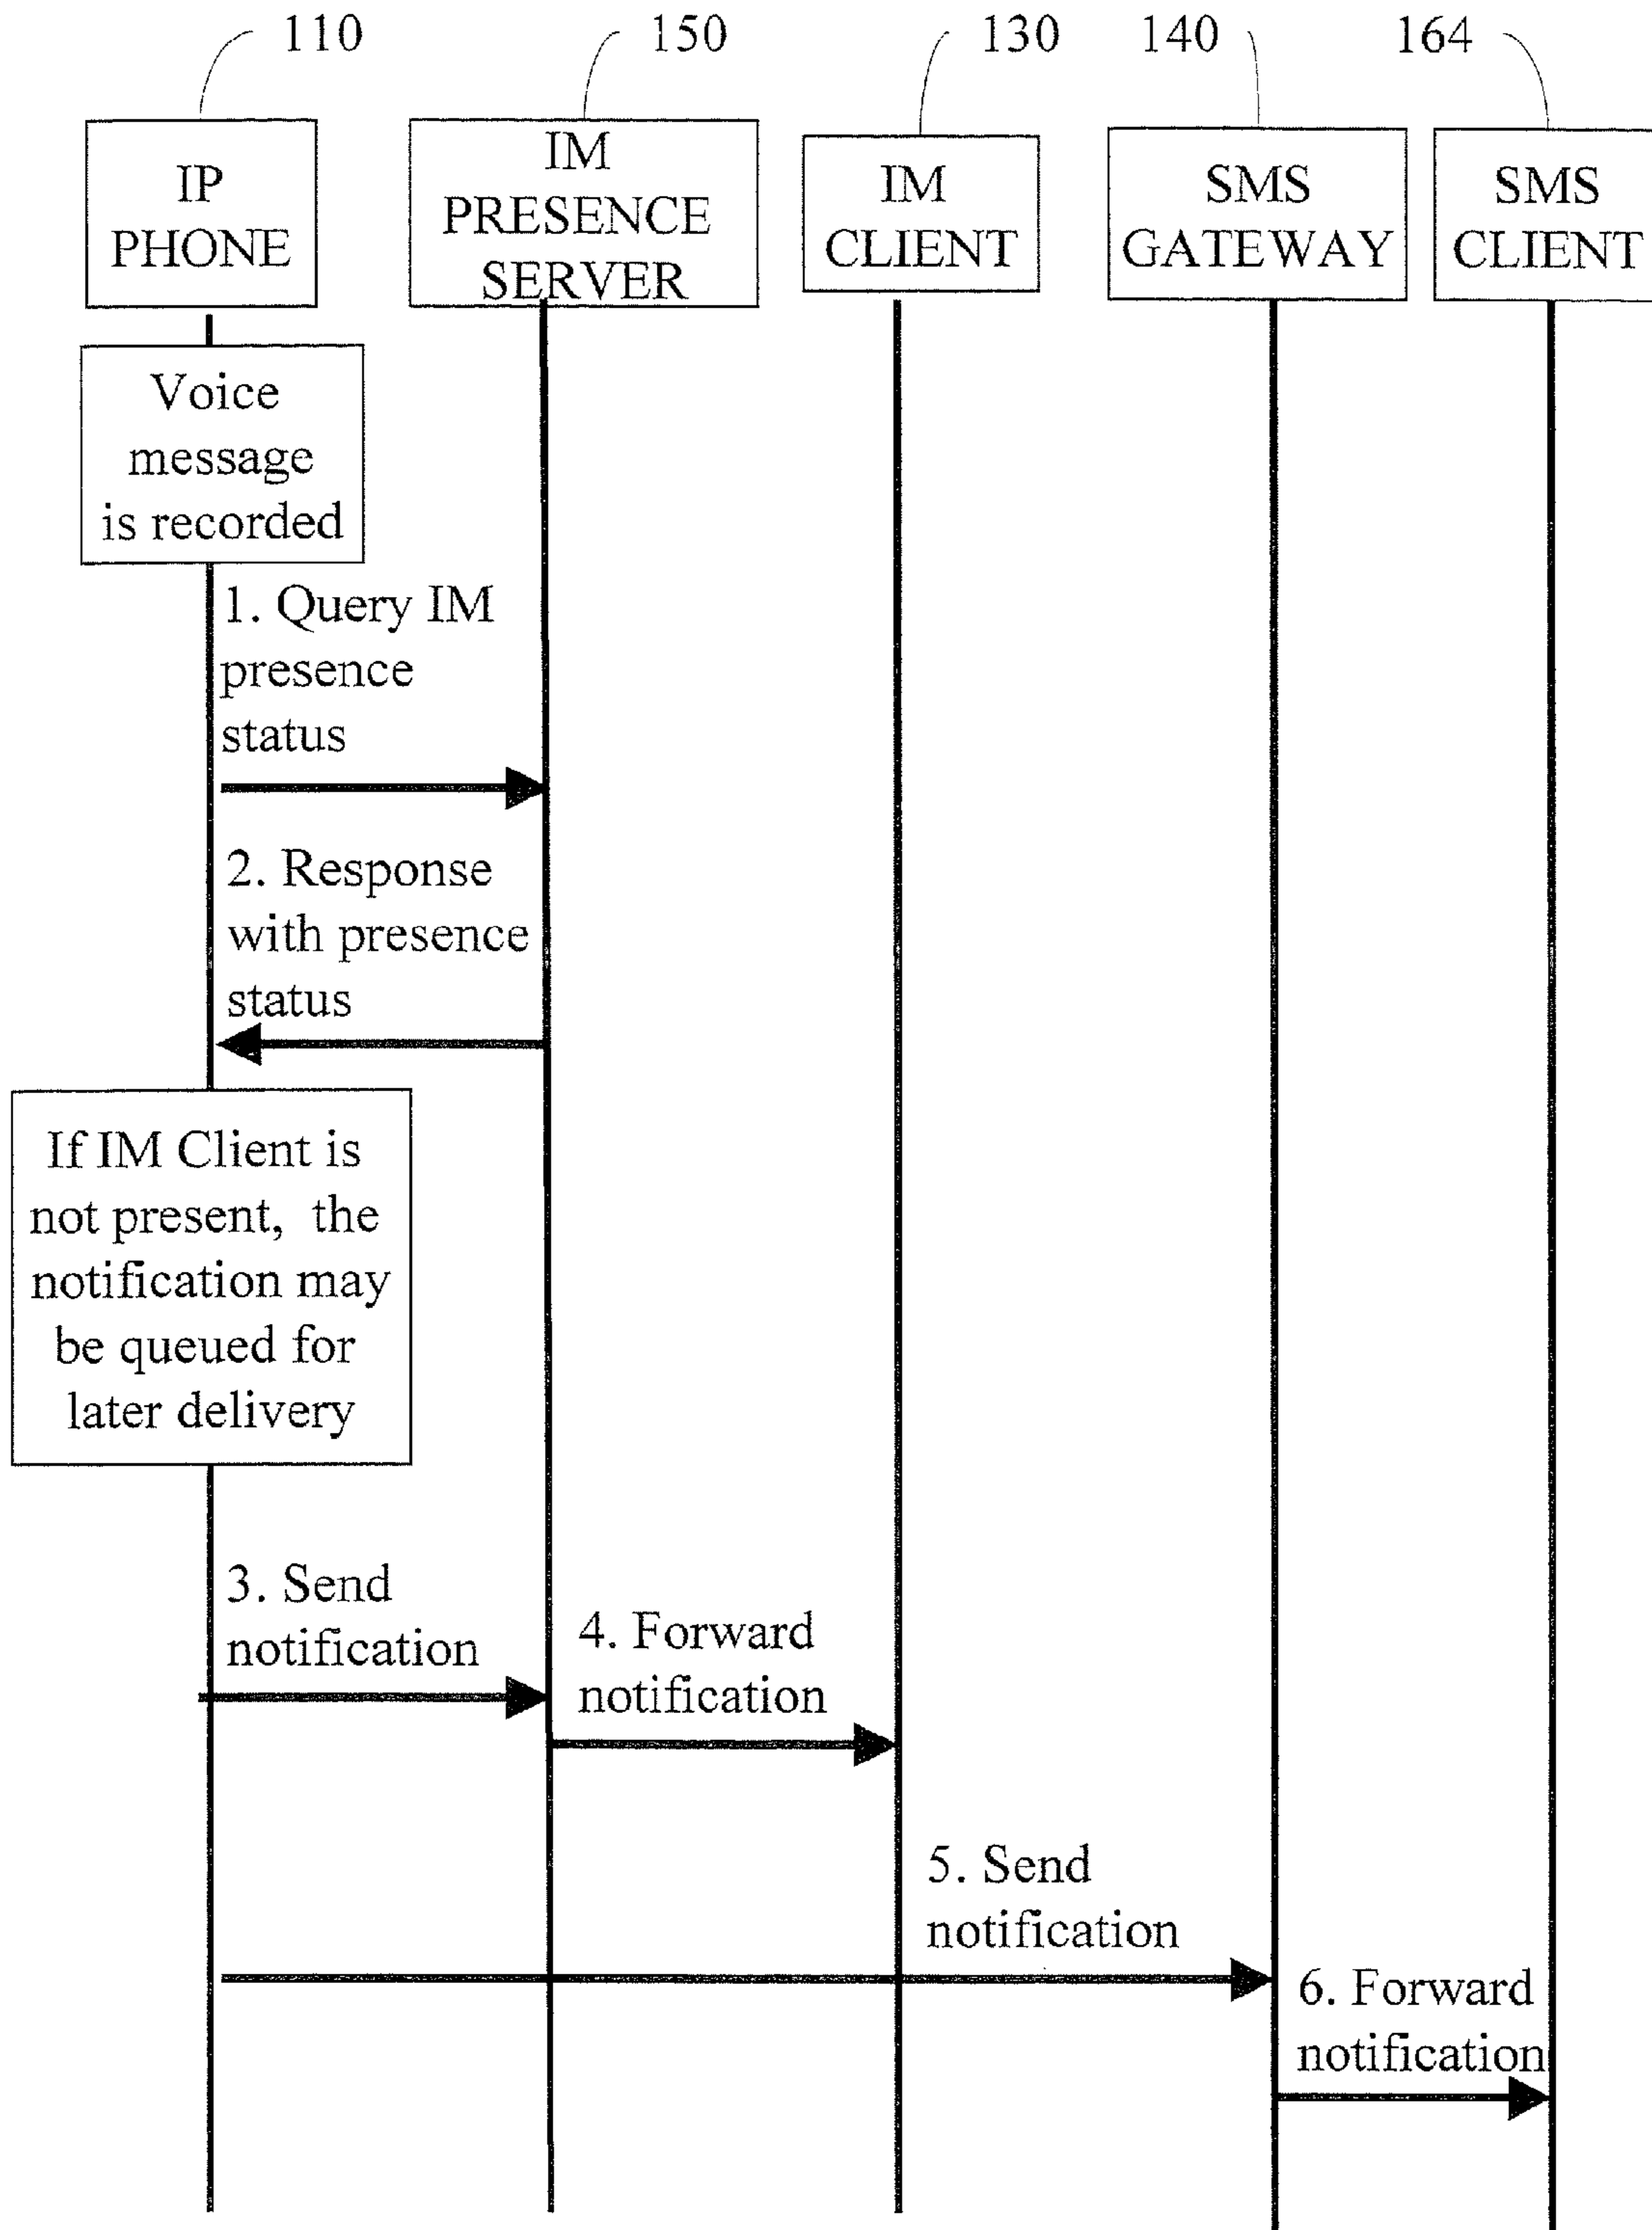 110
150
130
140
164
IP
PHONE
IM
PRESENCE
SERVER
IM
CLIENT
SMS
GATEWAY
SMS
CLIENT
Voice
message
is recorded
1. Query IM
presence
status
2. Response
with presence
status
If IM Client is
not present, the
notification may
be queued for
later delivery
3. Send
notification
4. Forward
notification
5. Send
notification
6. Forward
notification